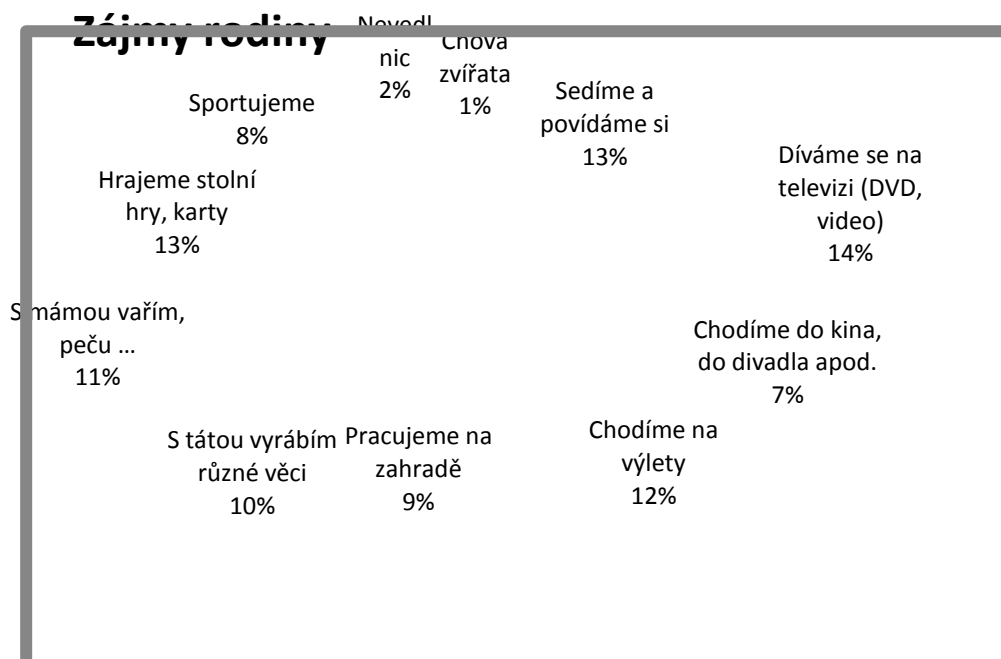 Zájmy rodiny
nic
2%
Chová
zvířata
1%
Sedíme a
povídáme si
13%
Díváme se na
televizi (DVD,
video)
14%
Chodíme do kina,
do divadla apod.
7%
Chodíme na
výlety
12%
Pracujeme na
zahradě
9%
S tátou vyrábím
různé věci
10%
S mámou vařím,
peču ...
11%
Hrajeme stolní
hry, karty
13%
Sportujeme
8%